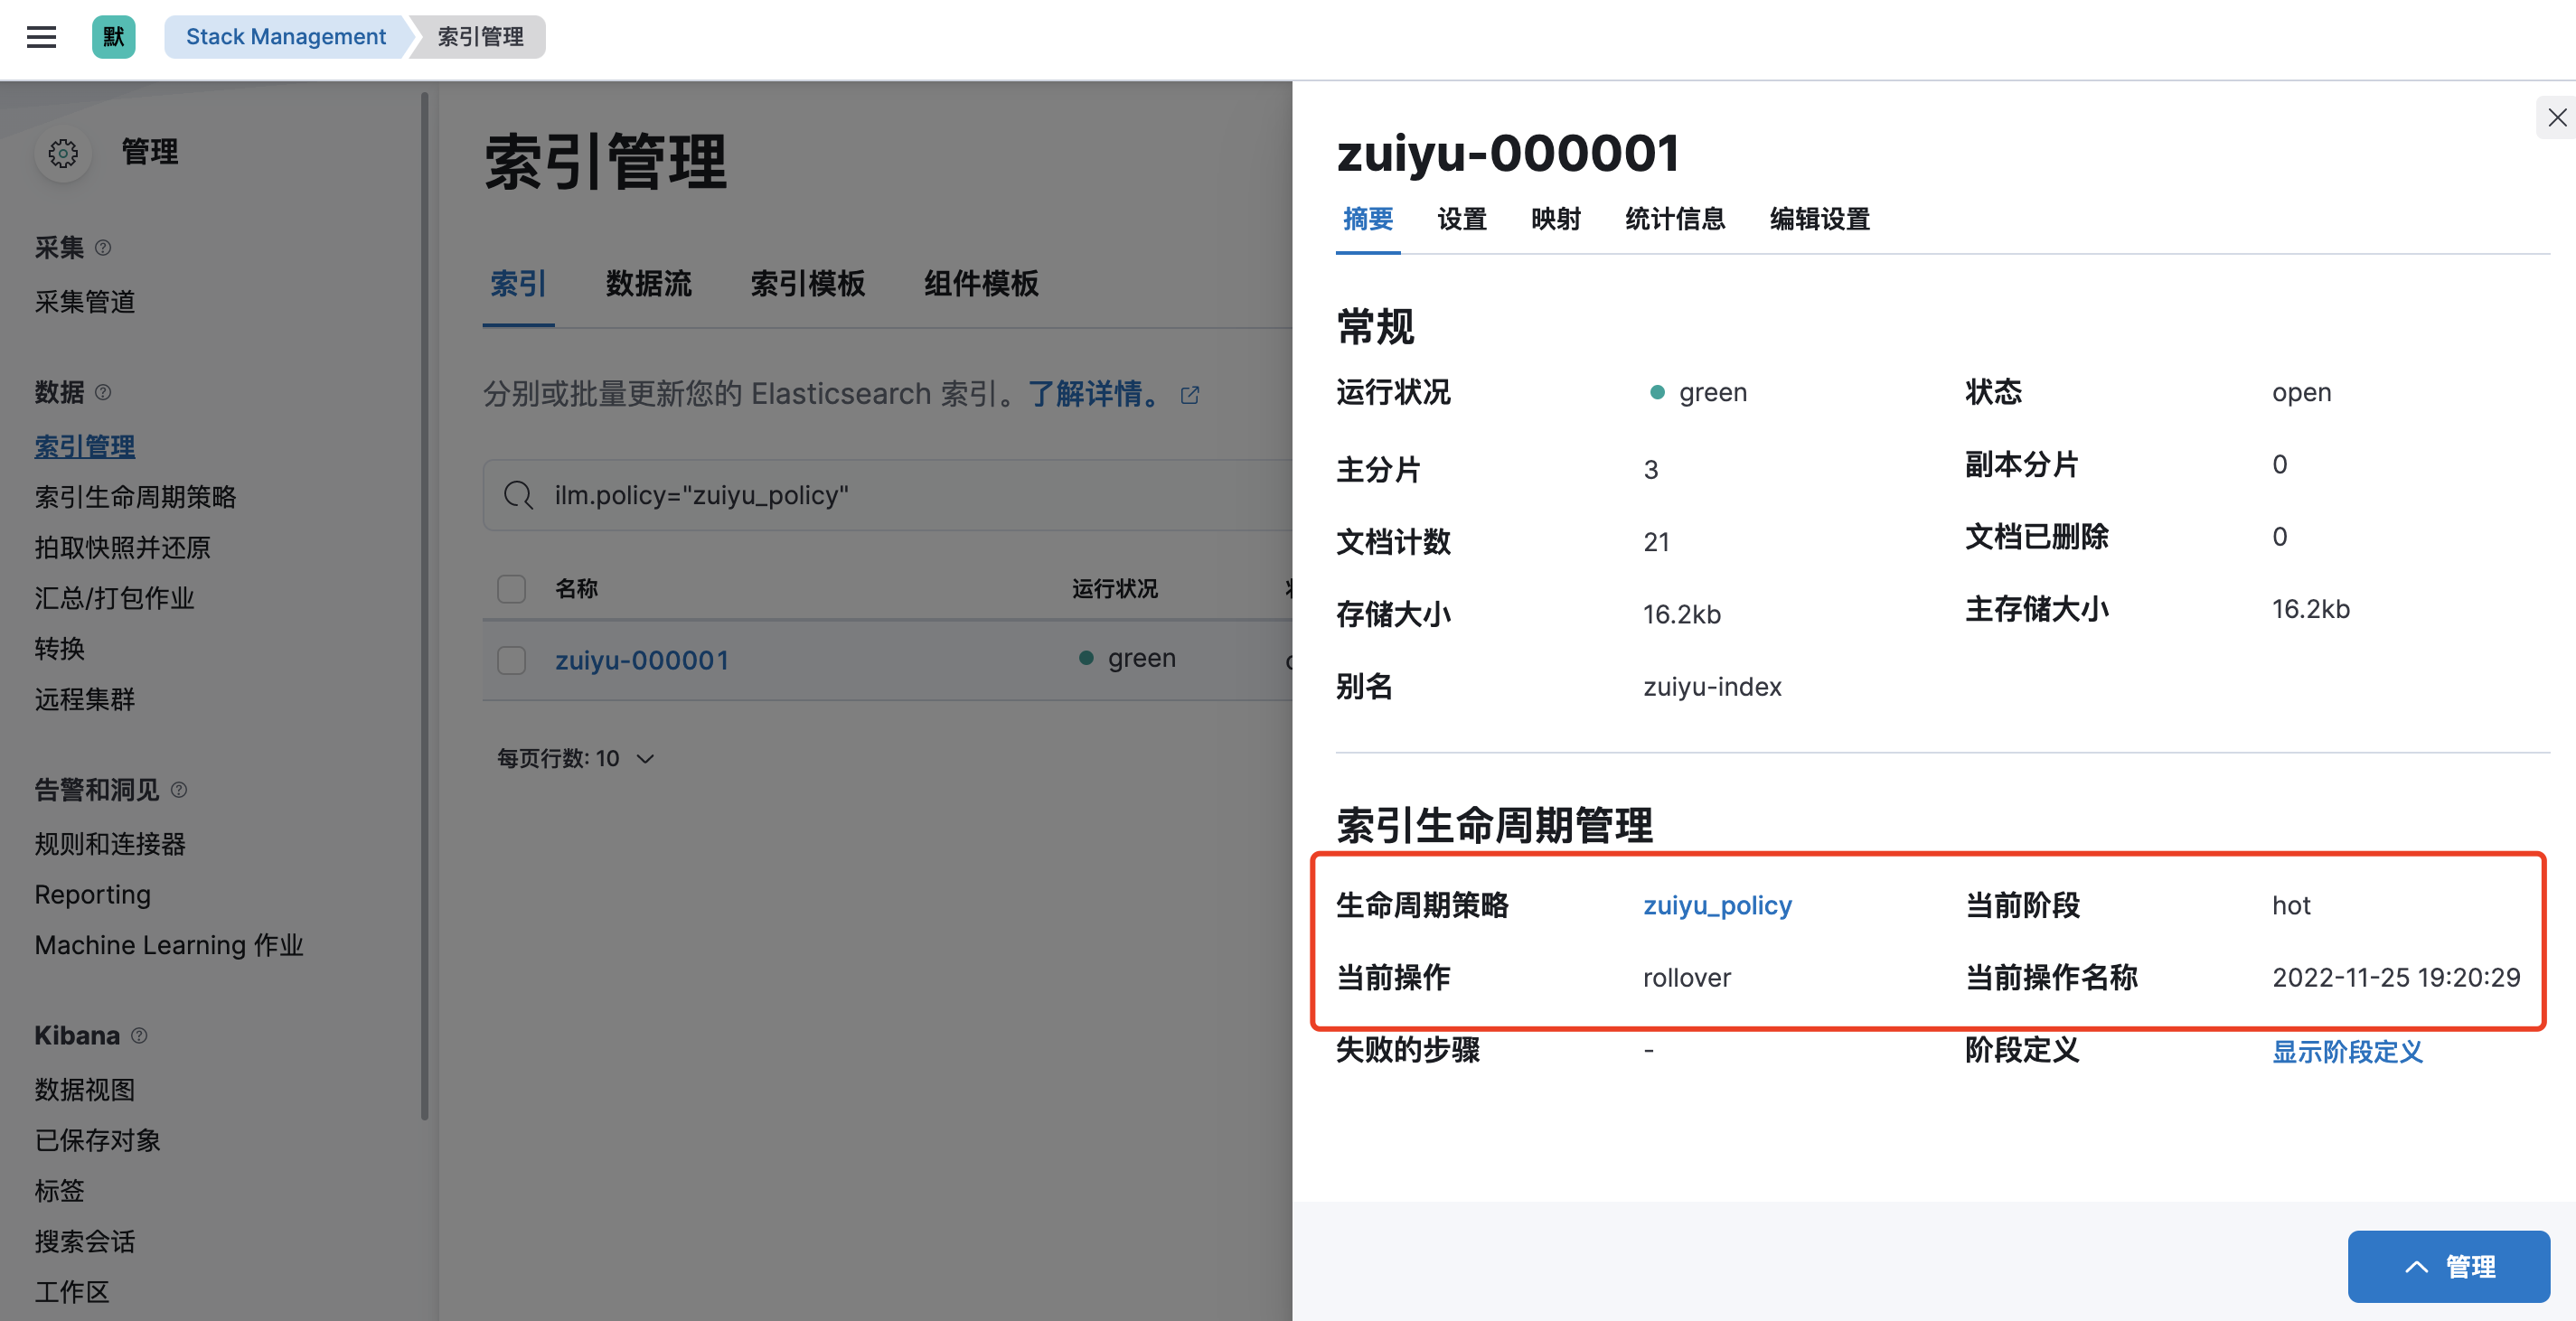 默 Stack Management 索引管理
管理
采集
采集管道
数据
索引管理
索引生命周期策略
拍取快照并还原
汇总/打包作业
转换
远程集群
告警和洞见
规则和连接器
Reporting
Machine Learning 作业
Kibana
数据视图
已保存对象
标签
搜索会话
工作区
索引管理
索引 数据流 索引模板 组件模板
分别或批量更新您的 Elasticsearch 索引。了解详情。
ilm.policy="zuiyu_policy"
名称 运行状况
zuiyu-000001 green
每页行数: 10
zuiyu-000001
摘要 设置 映射 统计信息 编辑设置
常规
运行状况 green 状态 open
主分片 3 副本分片 0
文档计数 21 文档已删除 0
存储大小 16.2kb 主存储大小 16.2kb
别名 zuiyu-index
索引生命周期管理
生命周期策略 zuiyu_policy 当前阶段 hot
当前操作 rollover 当前操作名称 2022-11-25 19:20:29
失败的步骤 - 阶段定义 显示阶段定义
管理